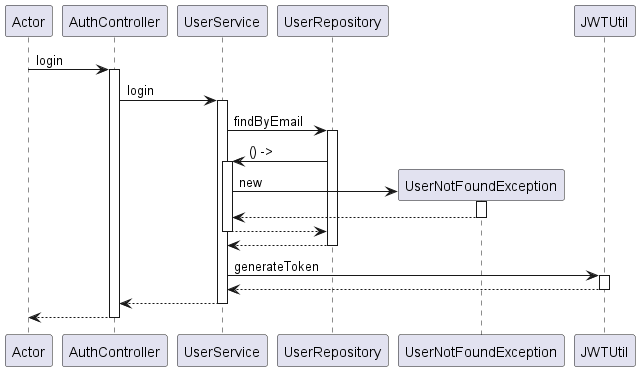 Actor AuthController UserService UserRepository JWTUtil
login
login
findByEmail
() ->
new UserNotFoundException
generateToken
Actor AuthController UserService UserRepository UserNotFoundException JWTUtil